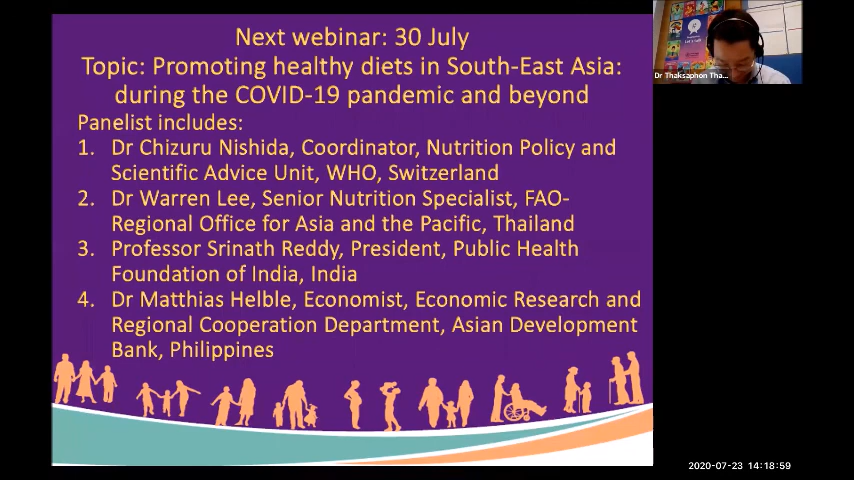 Next webinar: 30 July
Topic: Promoting healthy diets in South-East Asia:
during the COVID-19 pandemic and beyond
Panelist includes:
1. Dr Chizuru Nishida, Coordinator, Nutrition Policy and
Scientific Advice Unit, WHO, Switzerland
2. Dr Warren Lee, Senior Nutrition Specialist, FAO-
Regional Office for Asia and the Pacific, Thailand
3. Professor Srinath Reddy, President, Public Health
Foundation of India, India
4. Dr Matthias Helble, Economist, Economic Research and
Regional Cooperation Department, Asian Development
Bank, Philippines
Dr Thaksaphon Tha...
2020-07-23 14:18:59